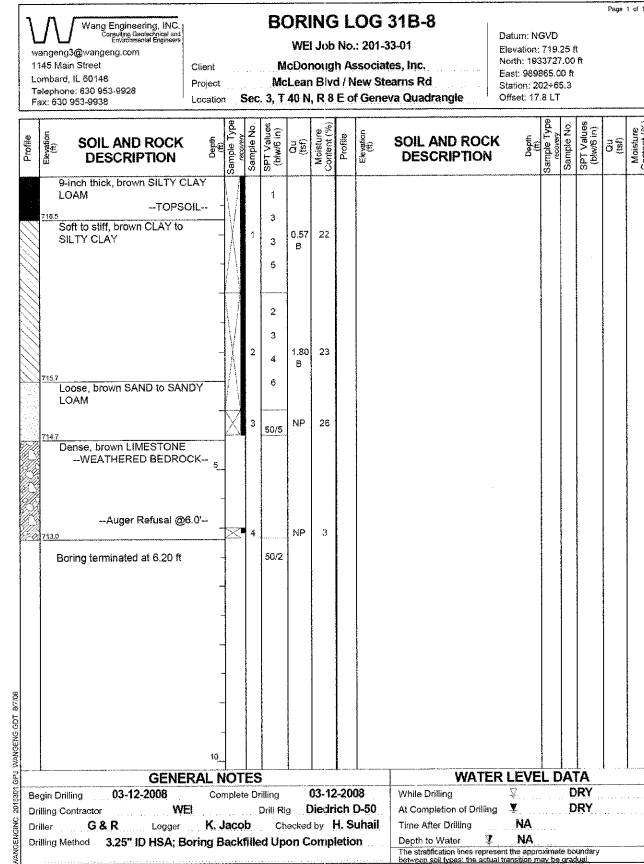 Page 1 of 1
Wang Engineering, INC.
Consulting Geotechnical and
Environmental Engineers
wangeng3@wangeng.com
1145 Main Street
Lombard, IL 60148
Telephone: 630 953-9928
Fax: 630 953-9938
BORING LOG 31B-8
WEI Job No.: 201-33-01
Client McDonough Associates, Inc.
Project McLean Blvd / New Stearns Rd
Location Sec. 3, T 40 N, R 8 E of Geneva Quadrangle
Datum: NGVD
Elevation: 719.25 ft
North: 1933727.00 ft
East: 989865.00 ft
Station: 202+65.3
Offset: 17.8 LT
Profile Elevation (ft) SOIL AND ROCK DESCRIPTION Depth (ft) Sample Type recovery Sample No. SPT Values (blw/6 in) Qu (tsf) Moisture Content (%)
Profile Elevation (ft) SOIL AND ROCK DESCRIPTION Depth (ft) Sample Type recovery Sample No. SPT Values (blw/6 in) Qu (tsf) Moisture
9-inch thick, brown SILTY CLAY
LOAM
--TOPSOIL--
1
718.5
3
Soft to stiff, brown CLAY to
SILTY CLAY
1 3 0.57 B 22
5
2
3
2 4 1.80 B 23
6
715.7
Loose, brown SAND to SANDY
LOAM
3 50/5 NP 26
714.7
Dense, brown LIMESTONE
--WEATHERED BEDROCK--
5
--Auger Refusal @6.0'--
4 NP 3
713.0
Boring terminated at 6.20 ft
50/2
10
WANGENGINC 2013301.GPJ WANGENG.GDT 8/7/08
GENERAL NOTES
Begin Drilling 03-12-2008 Complete Drilling 03-12-2008
Drilling Contractor WEI Drill Rig Diedrich D-50
Driller G & R Logger K. Jacob Checked by H. Suhail
Drilling Method 3.25" ID HSA; Boring Backfilled Upon Completion
WATER LEVEL DATA
While Drilling DRY
At Completion of Drilling DRY
Time After Drilling NA
Depth to Water NA
The stratification lines represent the approximate boundary
between soil types; the actual transition may be gradual.